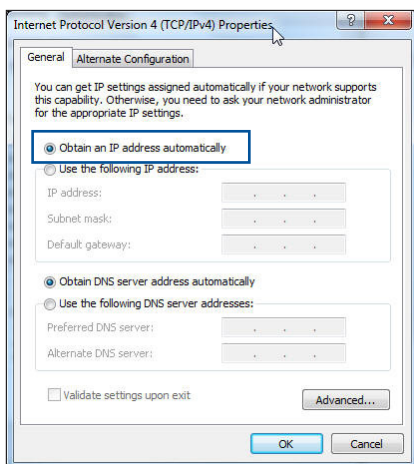 Internet Protocol Version 4 (TCP/IPv4) Properties
General
Alternate Configuration
You can get IP settings assigned automatically if your network supports
this capability. Otherwise, you need to ask your network administrator
for the appropriate IP settings.
Obtain an IP address automatically
Use the following IP address:
IP address:
Subnet mask:
Default gateway:
Obtain DNS server address automatically
Use the following DNS server addresses:
Preferred DNS server:
Alternate DNS server:
Validate settings upon exit
Advanced...
OK
Cancel